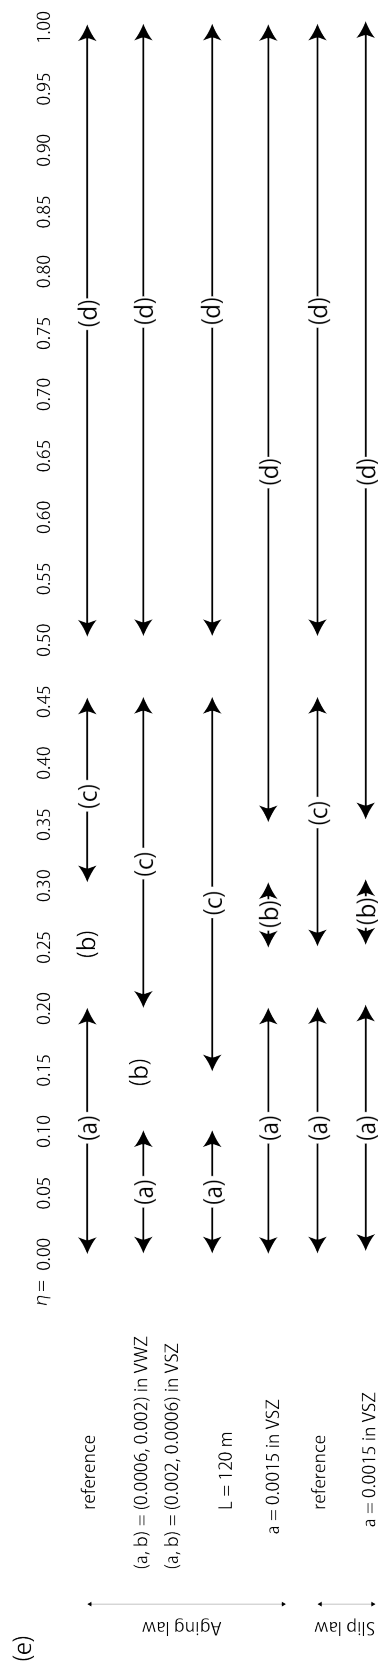 (e)
η = 0.00 0.05 0.10 0.15 0.20 0.25 0.30 0.35 0.40 0.45 0.50 0.55 0.60 0.65 0.70 0.75 0.80 0.85 0.90 0.95 1.00
Aging law
reference (a) (b) (c) (d)
(a, b) = (0.0006, 0.002) in VWZ
(a, b) = (0.002, 0.0006) in VSZ
(a) (b) (c) (d)
L = 120 m (a) (c) (d)
a = 0.0015 in VSZ (a) (b) (d)
Slip law
reference (a) (c) (d)
a = 0.0015 in VSZ (a) (b) (d)